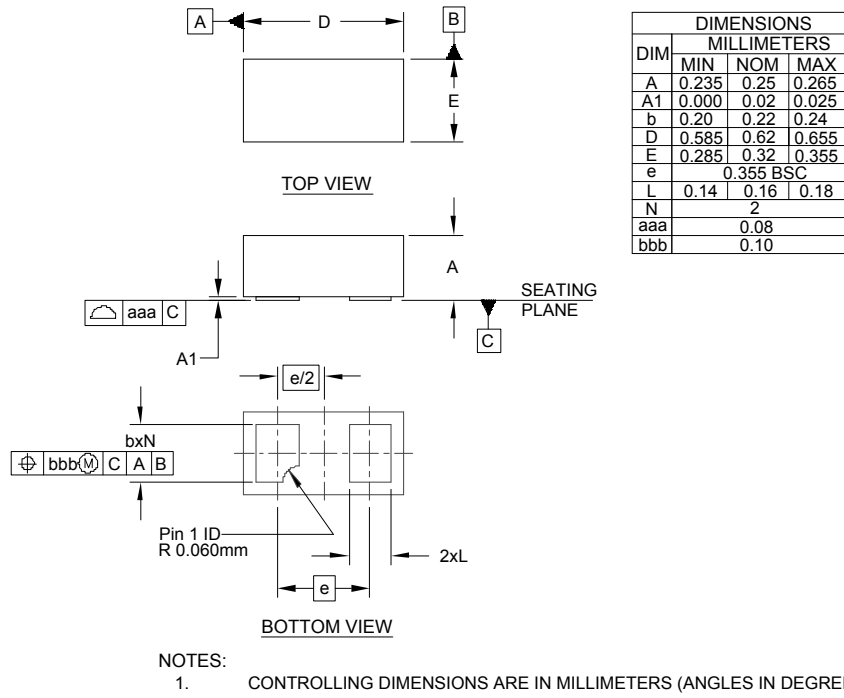 A D B
E
TOP VIEW
DIMENSIONS
DIM MILLIMETERS
MIN NOM MAX
A 0.235 0.25 0.265
A1 0.000 0.02 0.025
b 0.20 0.22 0.24
D 0.585 0.62 0.655
E 0.285 0.32 0.355
e 0.355 BSC
L 0.14 0.16 0.18
N 2
aaa 0.08
bbb 0.10
A
SEATING
PLANE
aaa C
C
A1
e/2
bxN
bbb M C A B
Pin 1 ID
R 0.060mm
2xL
e
BOTTOM VIEW
NOTES:
1. CONTROLLING DIMENSIONS ARE IN MILLIMETERS (ANGLES IN DEGRE